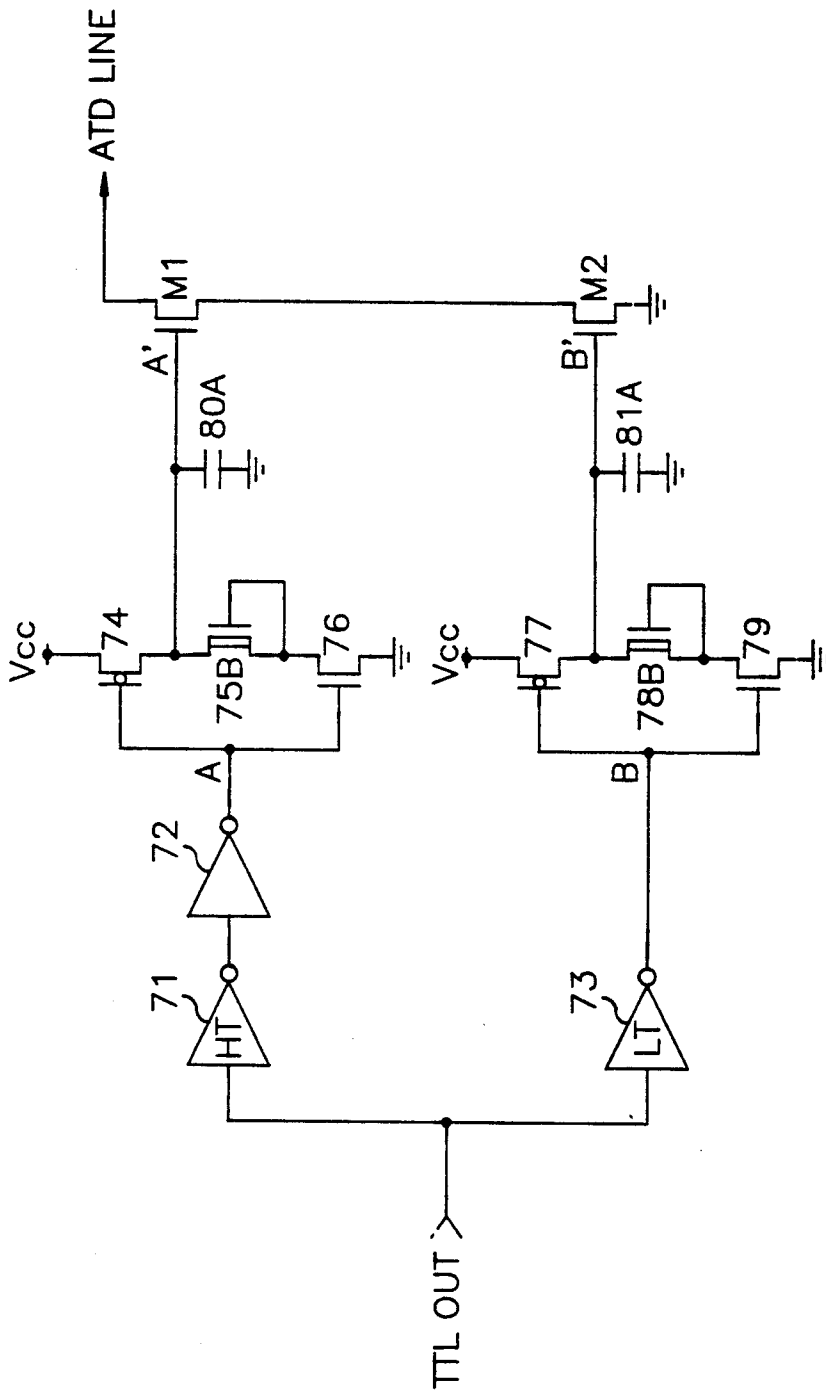 ATD LINE
Vcc
74
75B
76
A'
80A
M1
A
72
71
HT
Vcc
77
78B
79
B'
81A
M2
B
73
LT
TTL OUT